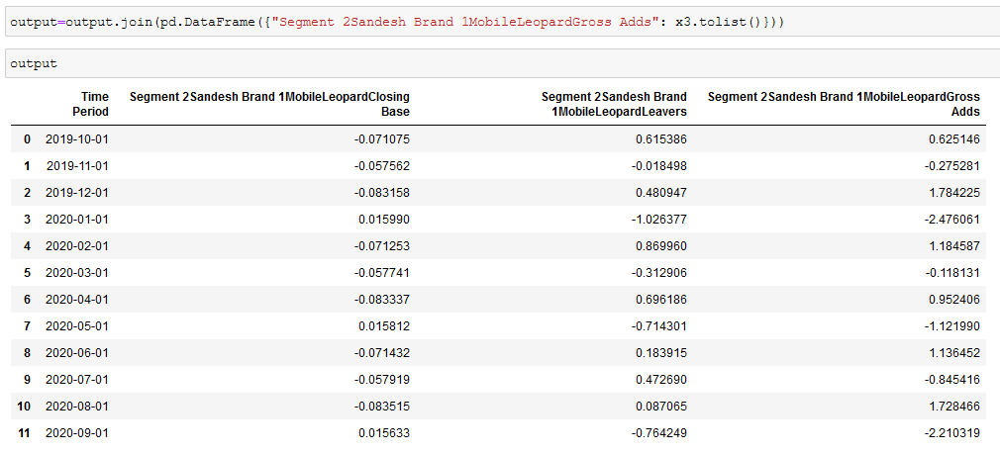 output=output.join(pd.DataFrame({"Segment 2Sandesh Brand 1MobileLeopardGross Adds": x3.tolist()}))
output
Time Period Segment 2Sandesh Brand 1MobileLeopardClosing Base Segment 2Sandesh Brand 1MobileLeopardLeavers Segment 2Sandesh Brand 1MobileLeopardGross Adds
0 2019-10-01 -0.071075 0.615386 0.625146
1 2019-11-01 -0.057562 -0.018498 -0.275281
2 2019-12-01 -0.083158 0.480947 1.784225
3 2020-01-01 0.015990 -1.026377 -2.476061
4 2020-02-01 -0.071253 0.869960 1.184587
5 2020-03-01 -0.057741 -0.312906 -0.118131
6 2020-04-01 -0.083337 0.696186 0.952406
7 2020-05-01 0.015812 -0.714301 -1.121990
8 2020-06-01 -0.071432 0.183915 1.136452
9 2020-07-01 -0.057919 0.472690 -0.845416
10 2020-08-01 -0.083515 0.087065 1.728466
11 2020-09-01 0.015633 -0.764249 -2.210319